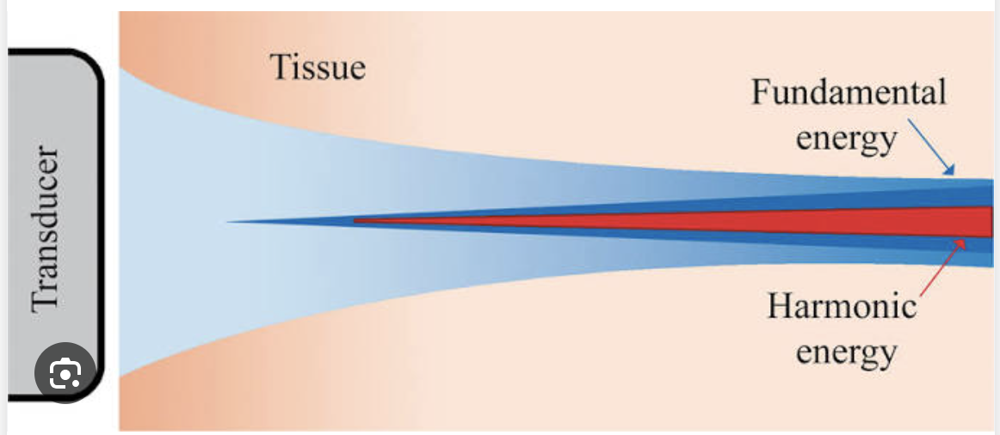 Transducer
Tissue
Fundamental
energy
Harmonic
energy